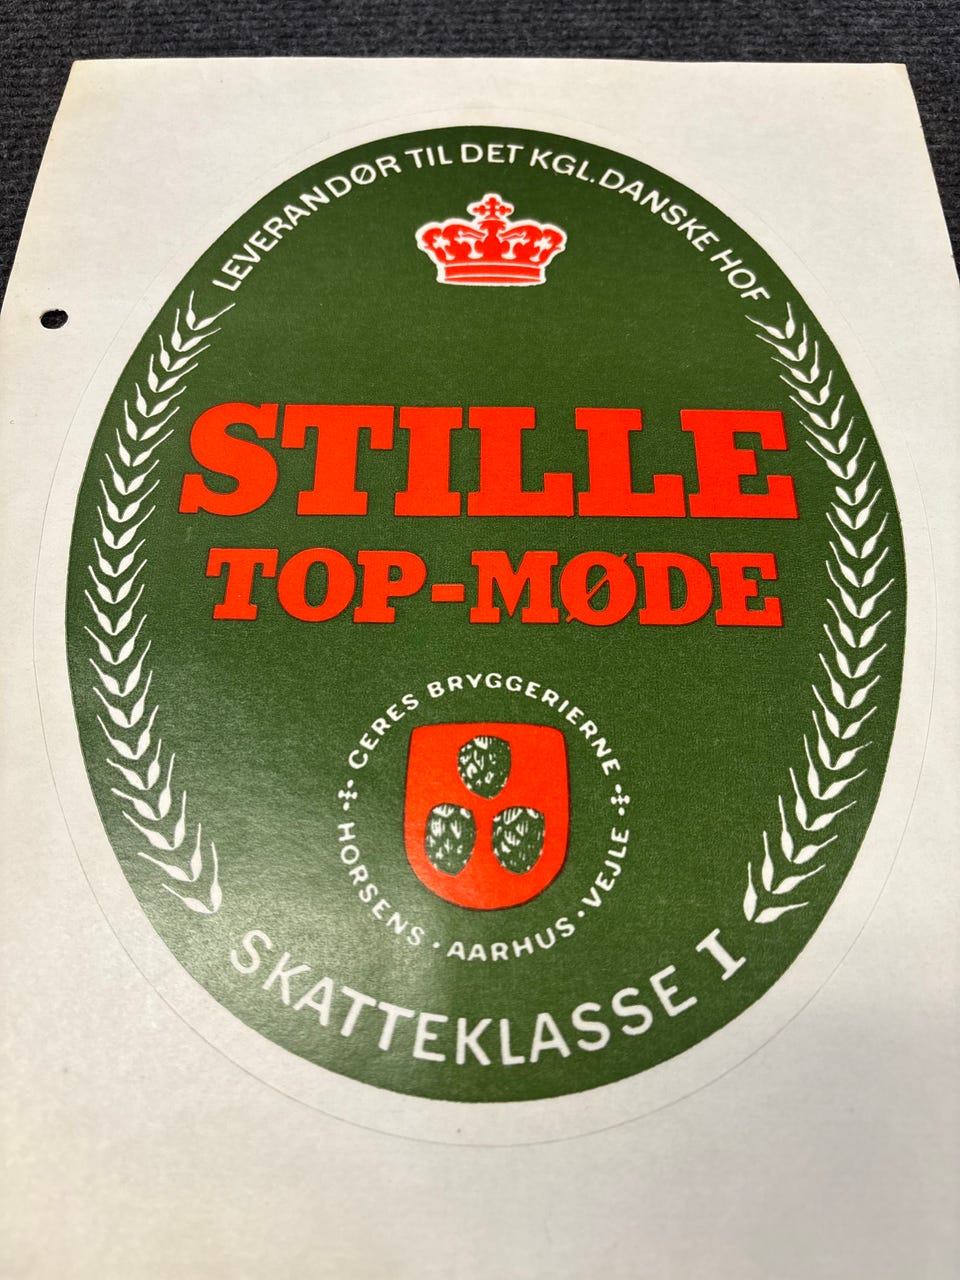 LEVERANDØR TIL DET KGL. DANSKE HOF
STILLE
TOP-MØDE
CERES BRYGGERIERNE
HORSENS · AARHUS · VEJLE
SKATTEKLASSE I